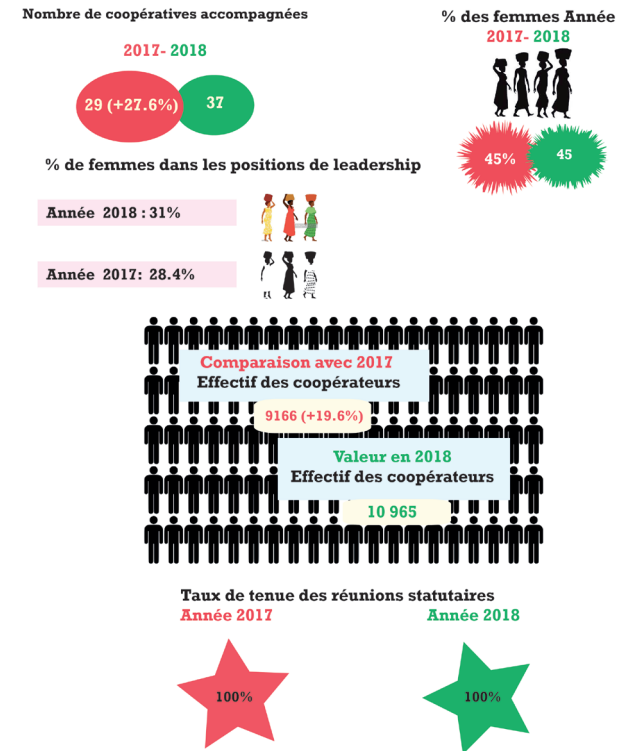 Nombre de coopératives accompagnées
2017- 2018
29 (+27.6%)
37
% des femmes Année
2017- 2018
45%
45
% de femmes dans les positions de leadership
Année 2018 : 31%
Année 2017: 28.4%
Comparaison avec 2017
Effectif des coopérateurs
9166 (+19.6%)
Valeur en 2018
Effectif des coopérateurs
10 965
Taux de tenue des réunions statutaires
Année 2017
Année 2018
100%
100%